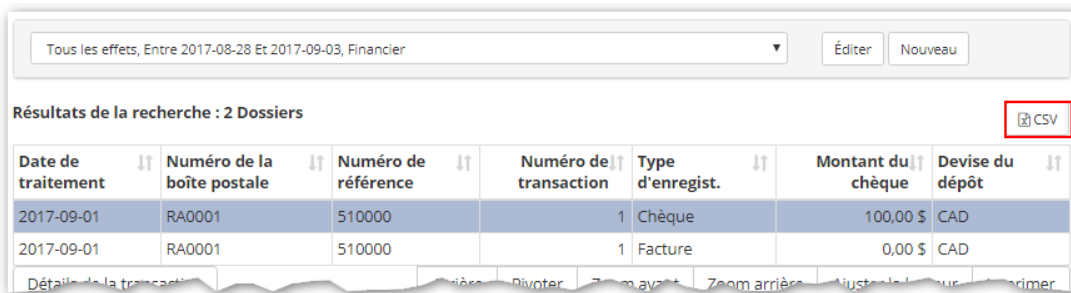 Tous les effets, Entre 2017-08-28 Et 2017-09-03, Financier
Éditer
Nouveau
Résultats de la recherche : 2 Dossiers
CSV
Date de traitement Numéro de la boîte postale Numéro de référence Numéro de transaction Type d'enregist. Montant du chèque Devise du dépôt
2017-09-01 RA0001 510000 1 Chèque 100,00 $ CAD
2017-09-01 RA0001 510000 1 Facture 0,00 $ CAD
Détails de la Pivoter Zoom arrière